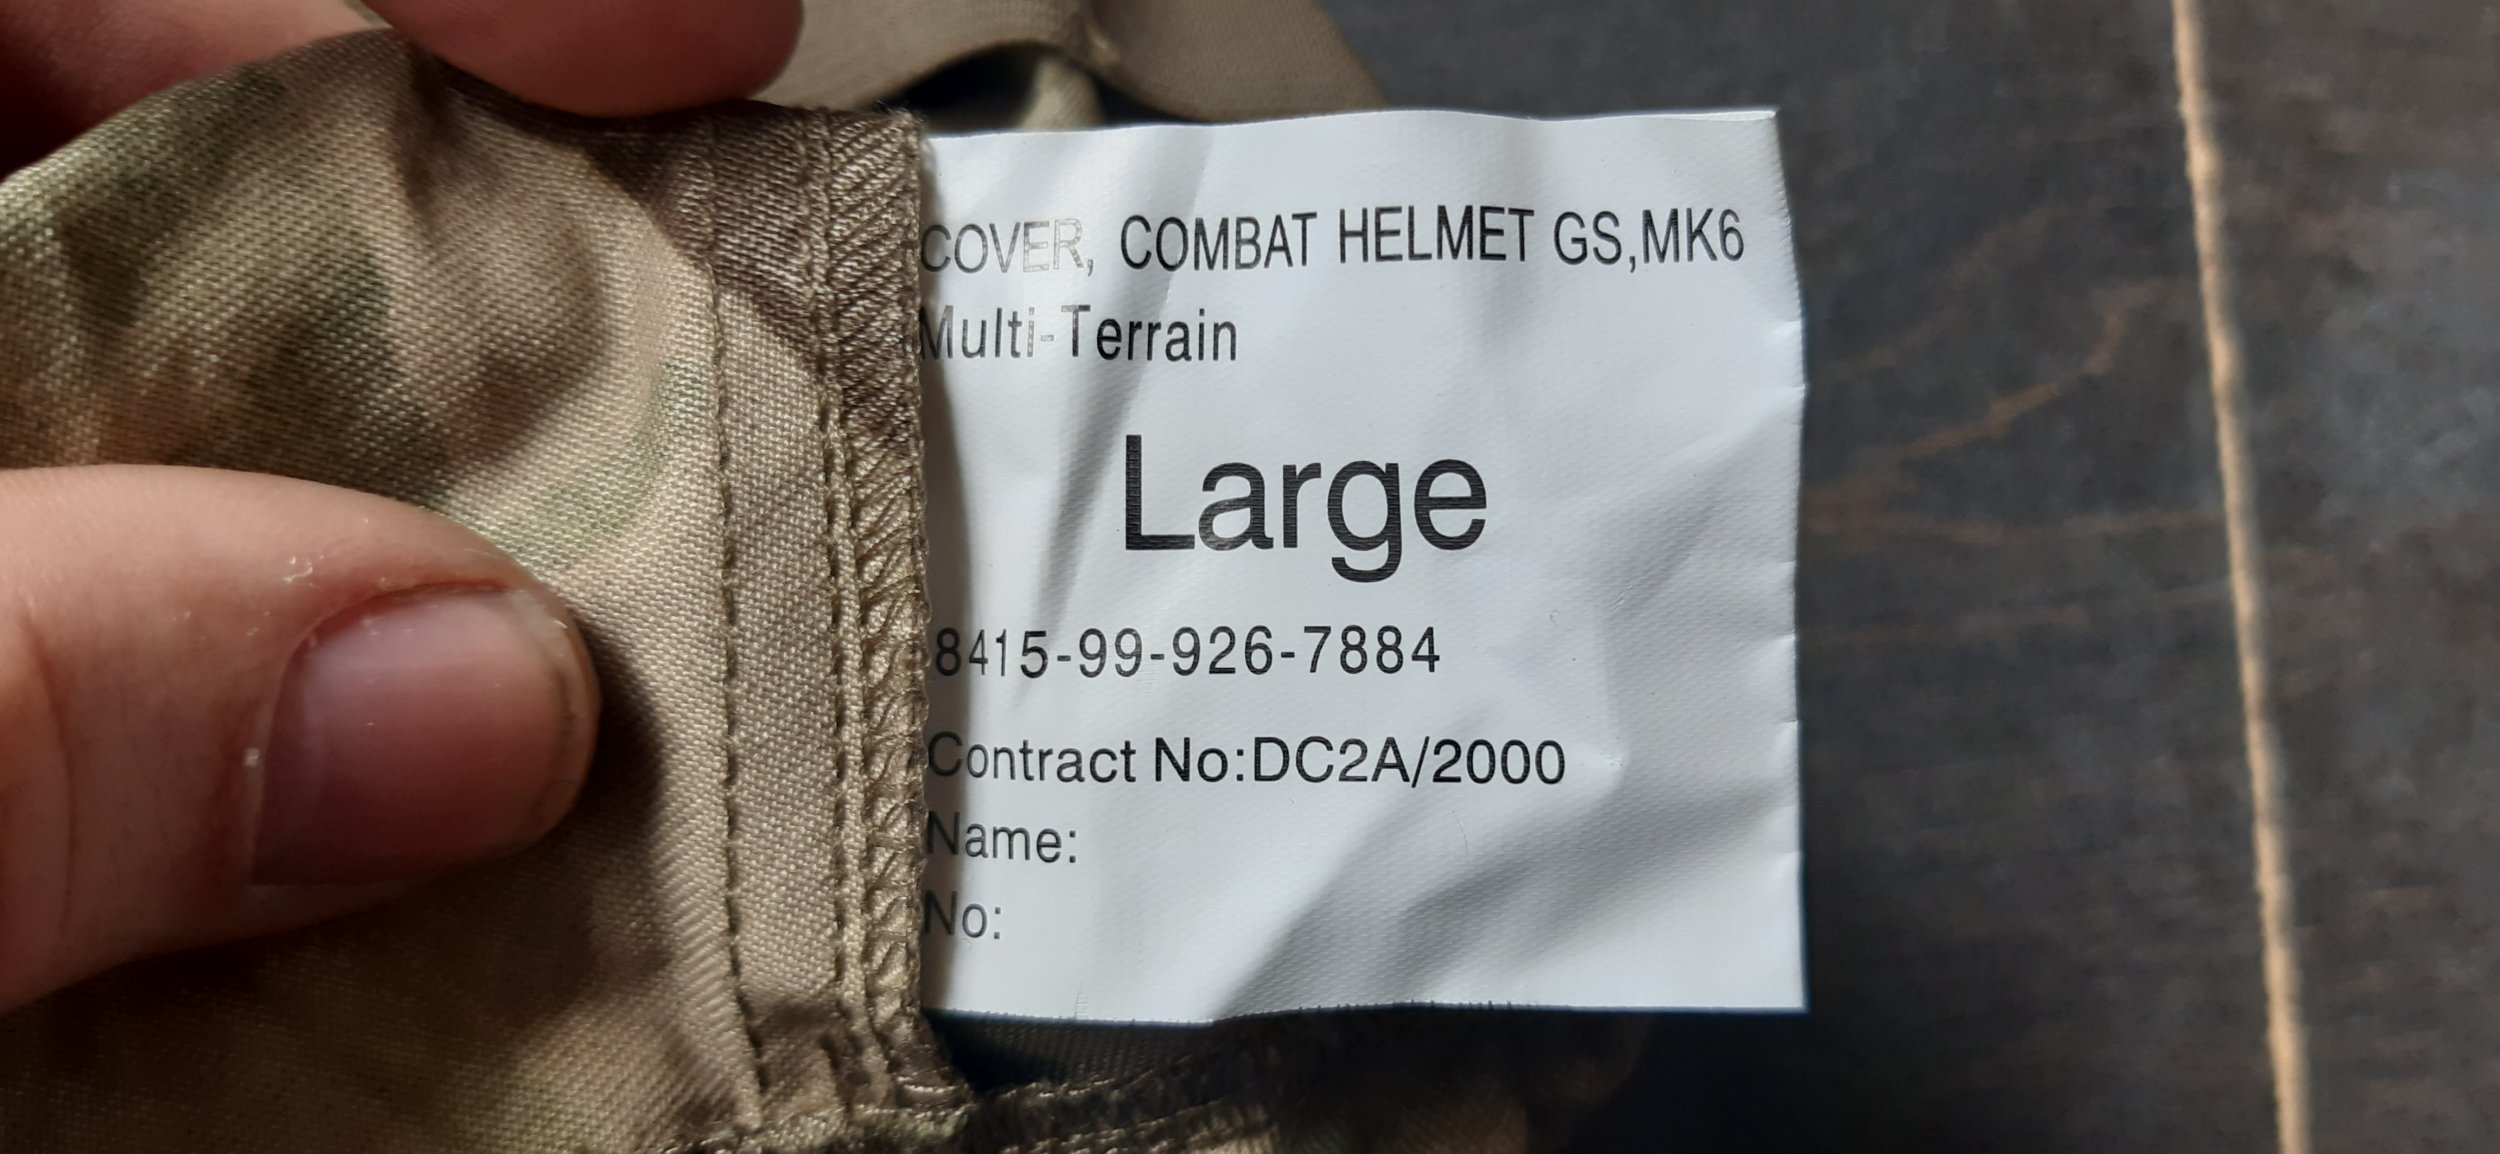 COVER, COMBAT HELMET GS,MK6
Multi-Terrain
Large
8415-99-926-7884
Contract No:DC2A/2000
Name:
No: